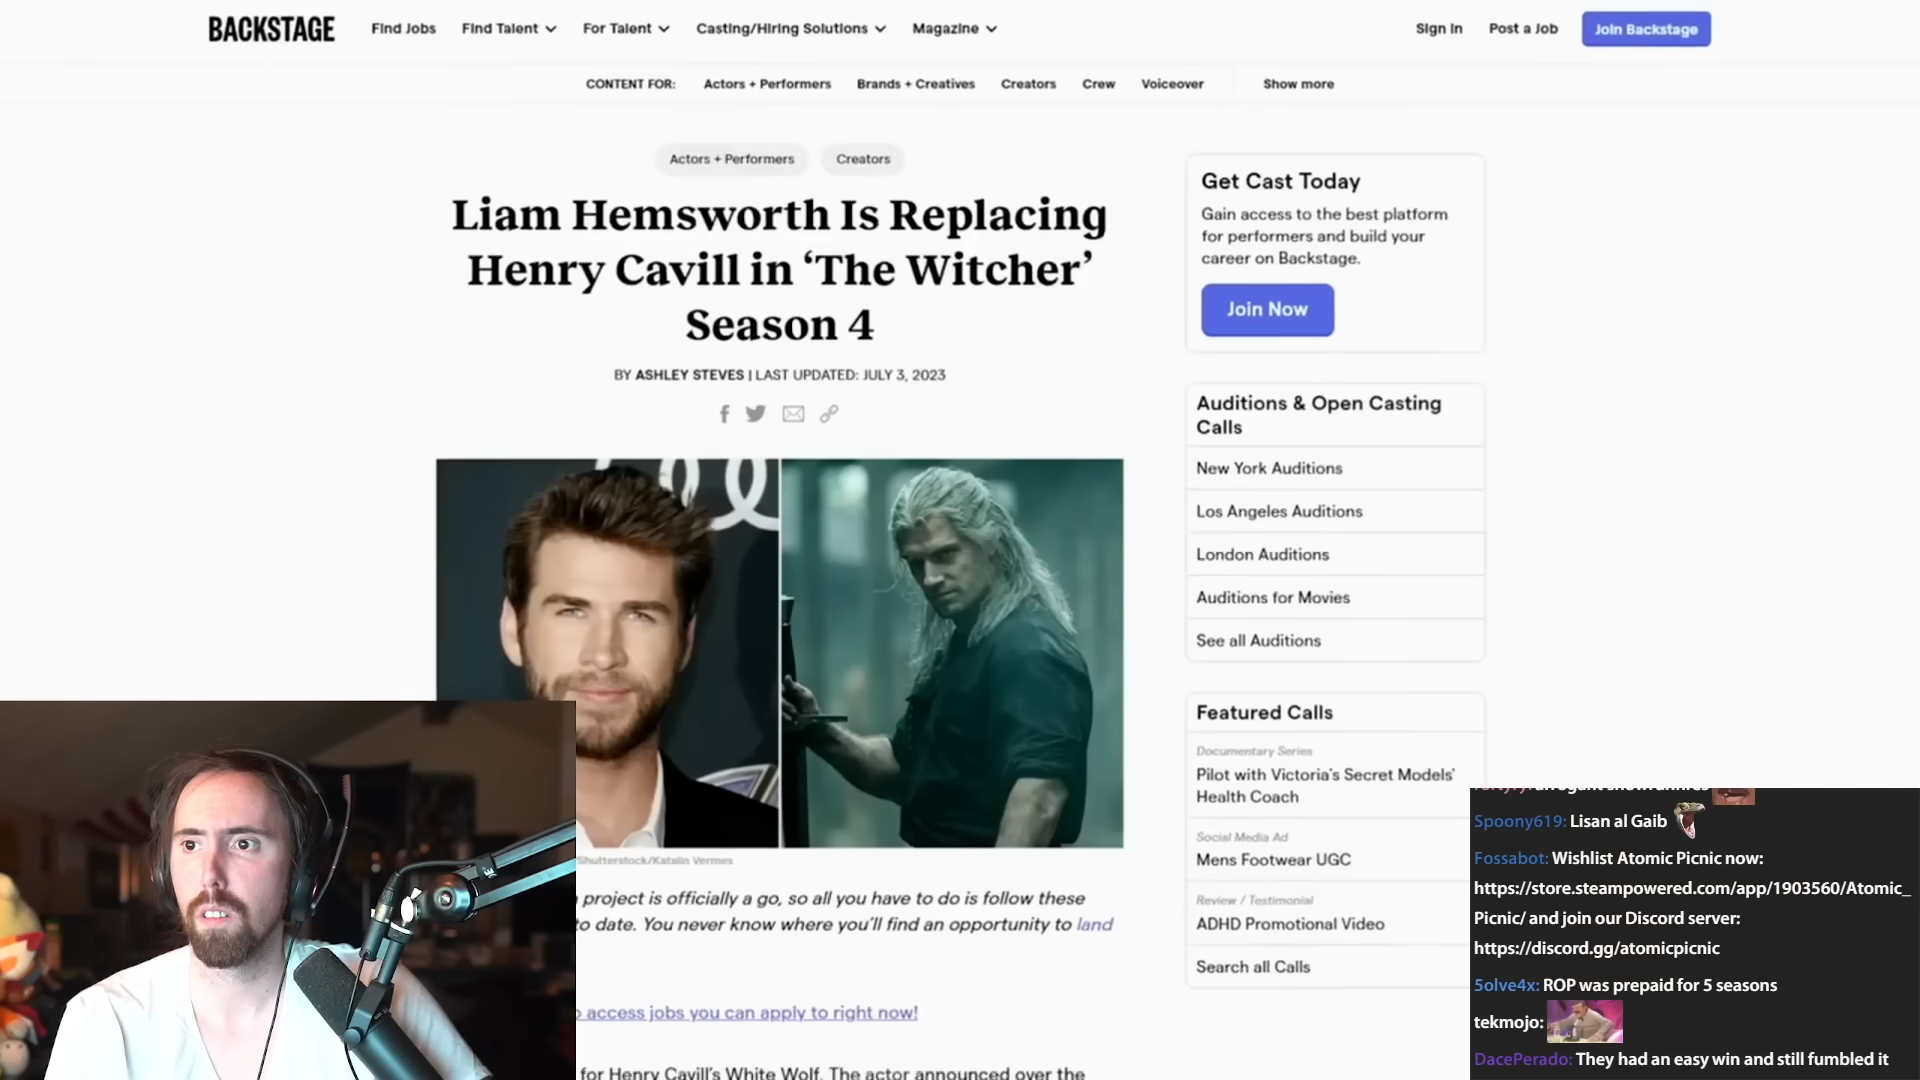 BACKSTAGE
Find Jobs
Find Talent
For Talent
Casting/Hiring Solutions
Magazine
Sign In
Post a Job
Join Backstage
CONTENT FOR:
Actors + Performers
Brands + Creatives
Creators
Crew
Voiceover
Show more
Actors + Performers
Creators
Liam Hemsworth Is Replacing
Henry Cavill in ‘The Witcher’
Season 4
BY ASHLEY STEVES | LAST UPDATED: JULY 3, 2023
Shutterstock/Katalin Vermes
project is officially a go, so all you have to do is follow these
to date. You never know where you’ll find an opportunity to land
access jobs you can apply to right now!
for Henry Cavill’s White Wolf. The actor announced over the
Get Cast Today
Gain access to the best platform
for performers and build your
career on Backstage.
Join Now
Auditions & Open Casting
Calls
New York Auditions
Los Angeles Auditions
London Auditions
Auditions for Movies
See all Auditions
Featured Calls
Documentary Series
Pilot with Victoria’s Secret Models’
Health Coach
Social Media Ad
Mens Footwear UGC
Review / Testimonial
ADHD Promotional Video
Search all Calls
Spoony619: Lisan al Gaib
Fossabot: Wishlist Atomic Picnic now:
https://store.steampowered.com/app/1903560/Atomic_
Picnic/ and join our Discord server:
https://discord.gg/atomicpicnic
5olve4x: ROP was prepaid for 5 seasons
tekmojo:
DacePerado: They had an easy win and still fumbled it